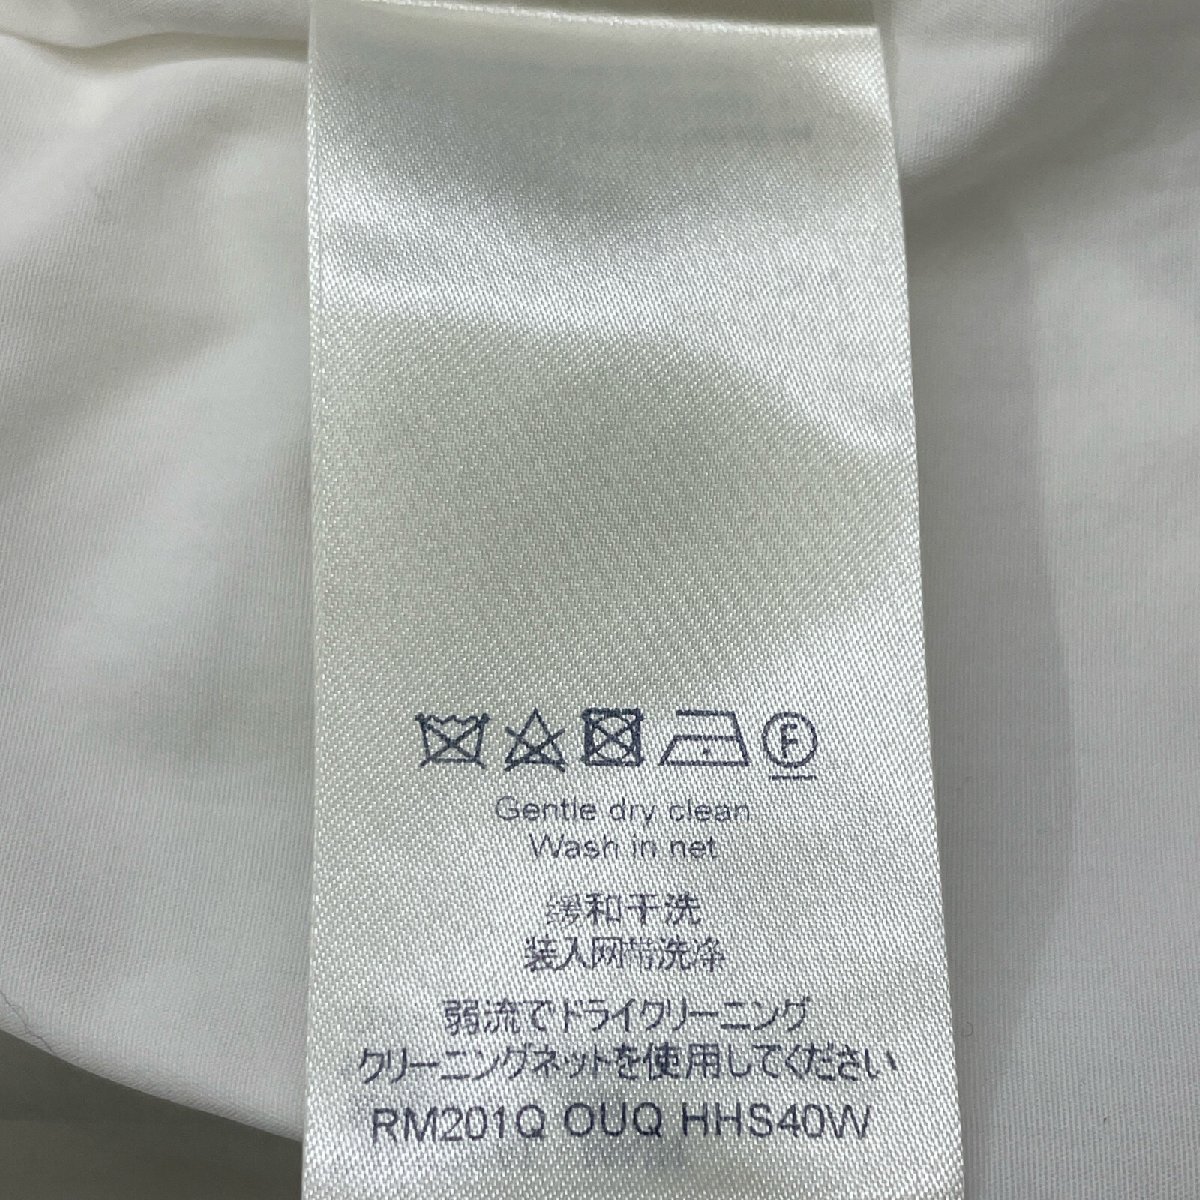 F
Gentle dry clean
Wash in net
缓和干洗
装入网带洗净
弱流でドライクリーニング
クリーニングネットを使用してください
RM201Q OUQ HHS40W